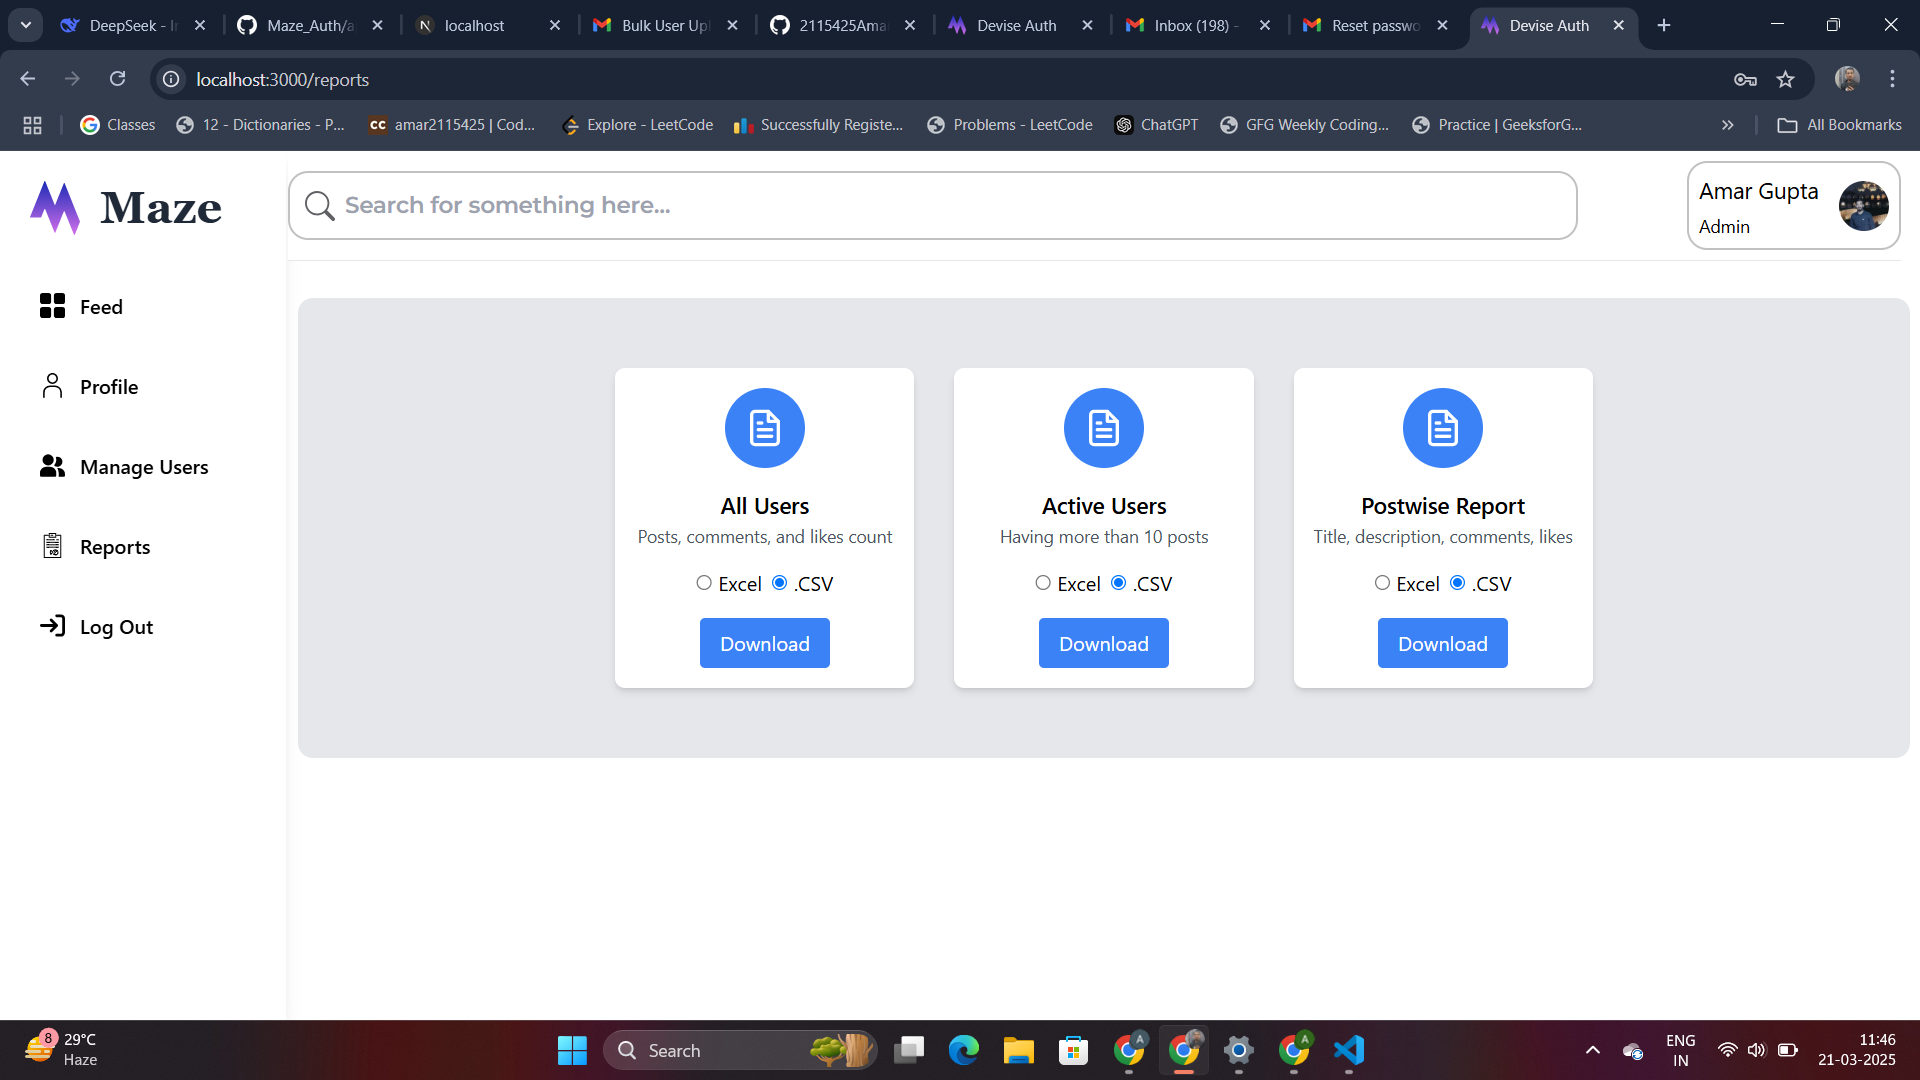 DeepSeek - I
Maze_Auth/a
localhost
Bulk User Up
2115425Ama
Devise Auth
Inbox (198) -
Reset passwo
Devise Auth
localhost:3000/reports
Classes
12 - Dictionaries - P...
CC amar2115425 | Cod...
Explore - LeetCode
Successfully Registe...
Problems - LeetCode
ChatGPT
GFG Weekly Coding...
Practice | GeeksforG...
All Bookmarks
Maze
Search for something here...
Amar Gupta
Admin
Feed
Profile
Manage Users
Reports
Log Out
All Users
Posts, comments, and likes count
Excel .CSV
Download
Active Users
Having more than 10 posts
Excel .CSV
Download
Postwise Report
Title, description, comments, likes
Excel .CSV
Download
8
29°C
Haze
Search
ENG
IN
11:46
21-03-2025